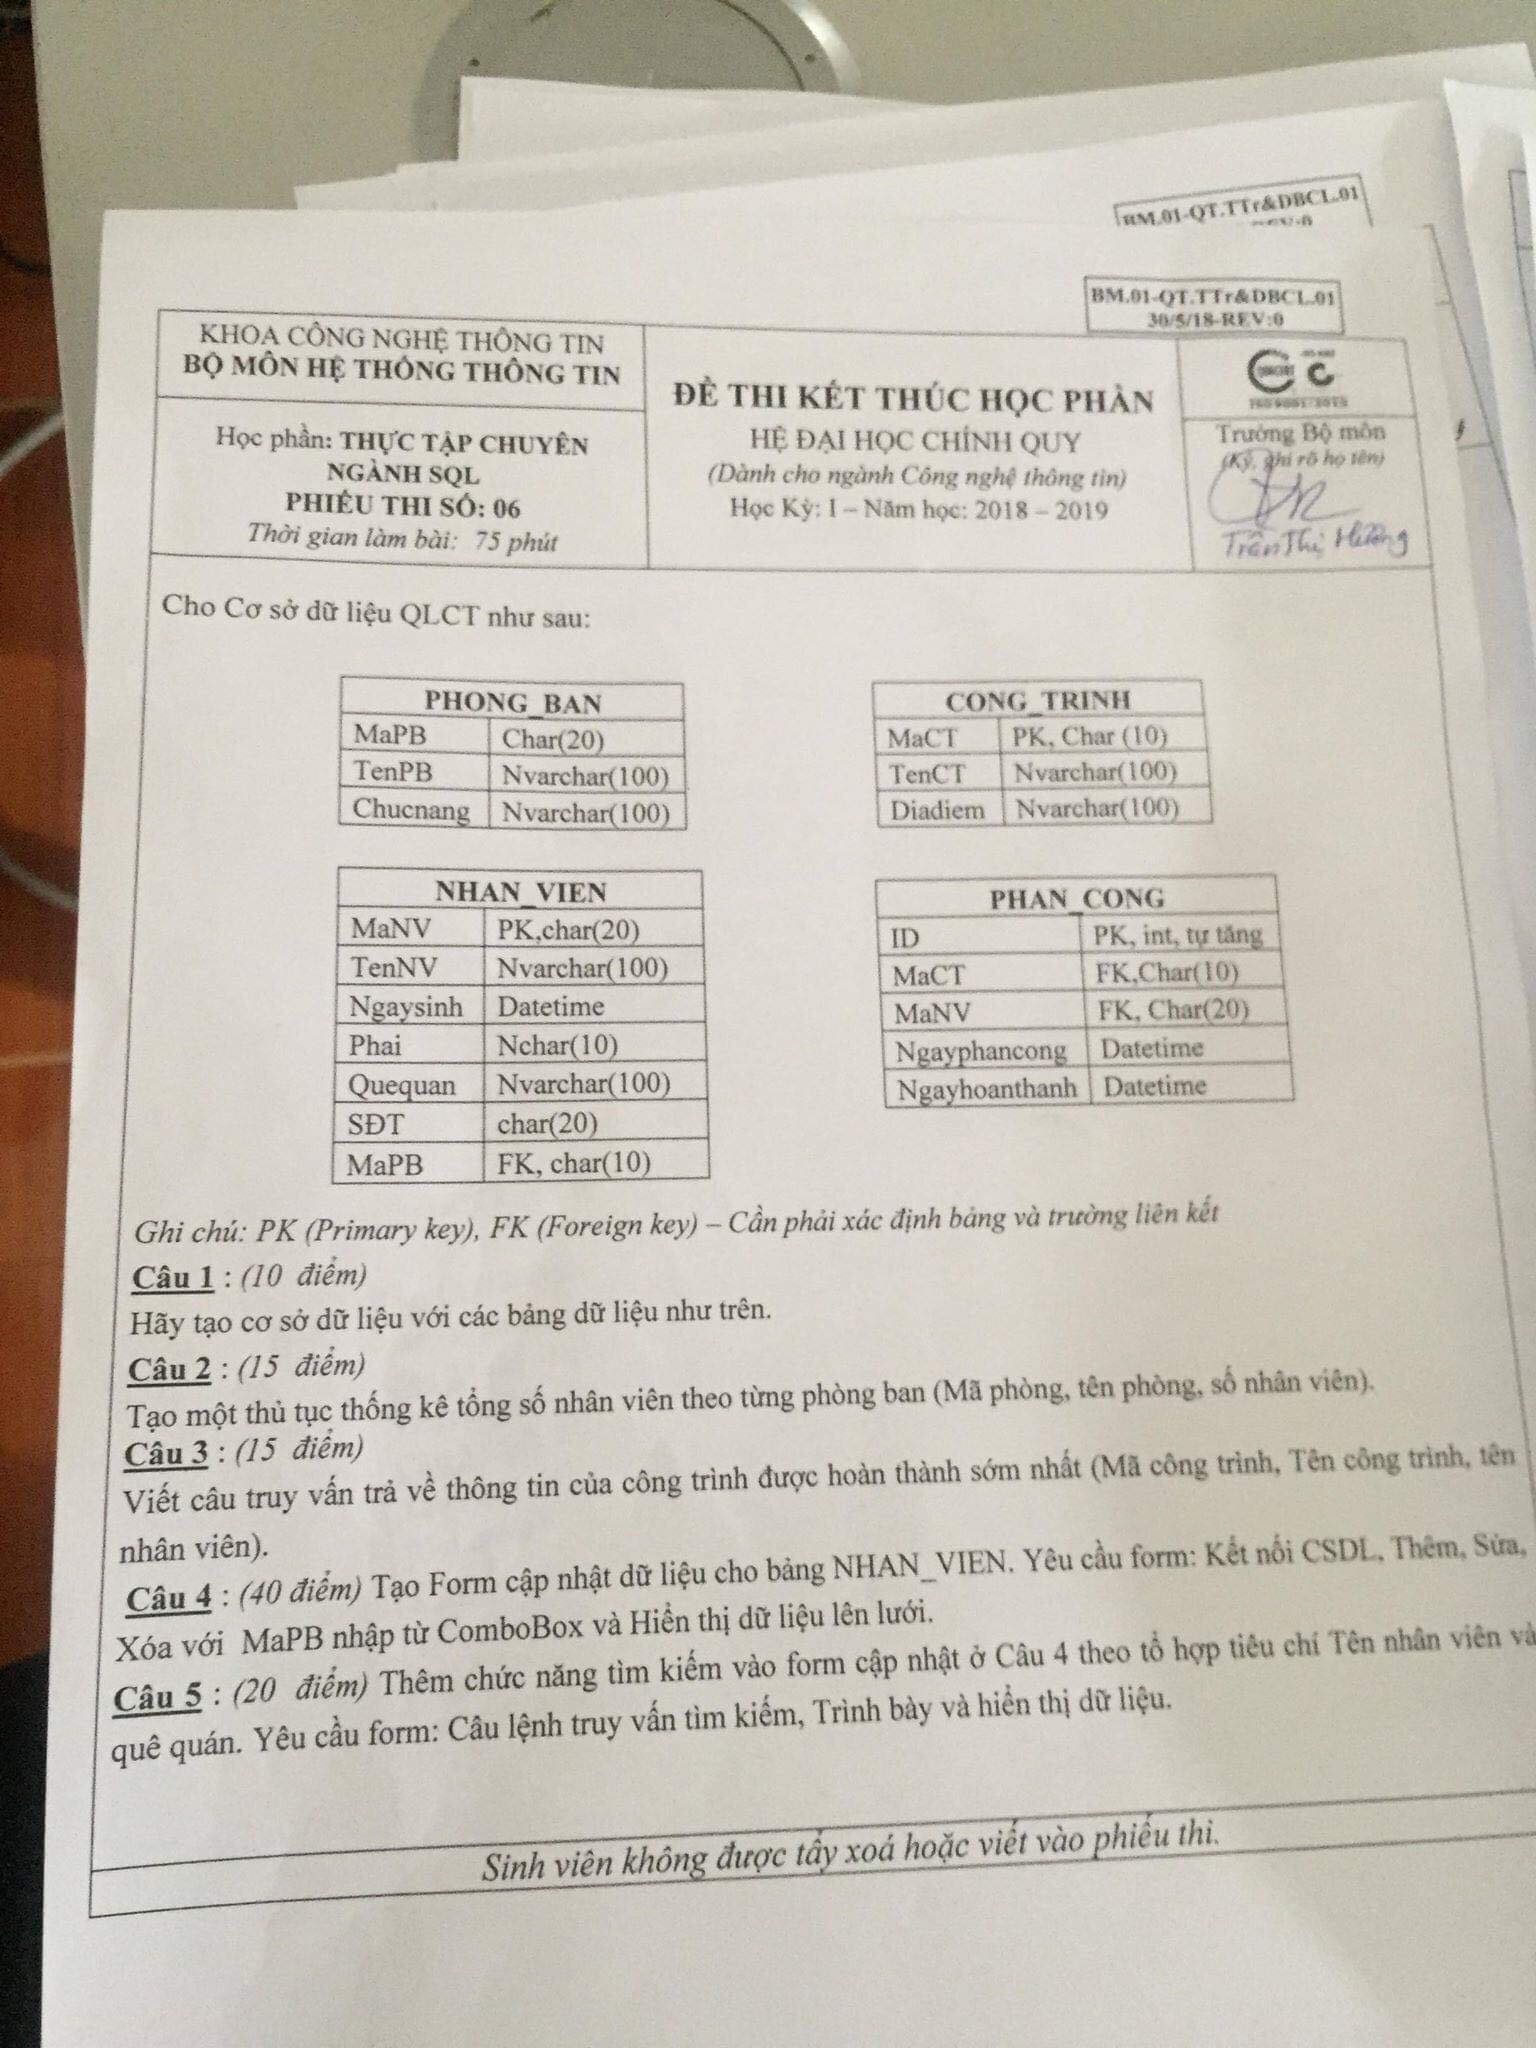 BM.01-QT.TTr&DBCL.01
BM.01-QT.TTr&DBCL.01
30/5/18-REV:0
KHOA CÔNG NGHỆ THÔNG TIN
BỘ MÔN HỆ THỐNG THÔNG TIN
Học phần: THỰC TẬP CHUYÊN
NGÀNH SQL
PHIẾU THI SỐ: 06
Thời gian làm bài: 75 phút
ĐỀ THI KẾT THÚC HỌC PHẦN
HỆ ĐẠI HỌC CHÍNH QUY
(Dành cho ngành Công nghệ thông tin)
Học Kỳ: I – Năm học: 2018 – 2019
Trưởng Bộ môn
(Ký, ghi rõ họ tên)
Trần Thị Hương
Cho Cơ sở dữ liệu QLCT như sau:
PHONG_BAN
MaPB Char(20)
TenPB Nvarchar(100)
Chucnang Nvarchar(100)
CONG_TRINH
MaCT PK, Char (10)
TenCT Nvarchar(100)
Diadiem Nvarchar(100)
NHAN_VIEN
MaNV PK,char(20)
TenNV Nvarchar(100)
Ngaysinh Datetime
Phai Nchar(10)
Quequan Nvarchar(100)
SĐT char(20)
MaPB FK, char(10)
PHAN_CONG
ID PK, int, tự tăng
MaCT FK,Char(10)
MaNV FK, Char(20)
Ngayphancong Datetime
Ngayhoanthanh Datetime
Ghi chú: PK (Primary key), FK (Foreign key) – Cần phải xác định bảng và trường liên kết
Câu 1 : (10 điểm)
Hãy tạo cơ sở dữ liệu với các bảng dữ liệu như trên.
Câu 2 : (15 điểm)
Tạo một thủ tục thống kê tổng số nhân viên theo từng phòng ban (Mã phòng, tên phòng, số nhân viên).
Câu 3 : (15 điểm)
Viết câu truy vấn trả về thông tin của công trình được hoàn thành sớm nhất (Mã công trình, Tên công trình, tên
nhân viên).
Câu 4 : (40 điểm) Tạo Form cập nhật dữ liệu cho bảng NHAN_VIEN. Yêu cầu form: Kết nối CSDL, Thêm, Sửa,
Xóa với MaPB nhập từ ComboBox và Hiển thị dữ liệu lên lưới.
Câu 5 : (20 điểm) Thêm chức năng tìm kiếm vào form cập nhật ở Câu 4 theo tổ hợp tiêu chí Tên nhân viên và
quê quán. Yêu cầu form: Câu lệnh truy vấn tìm kiếm, Trình bày và hiển thị dữ liệu.
Sinh viên không được tẩy xoá hoặc viết vào phiếu thi.